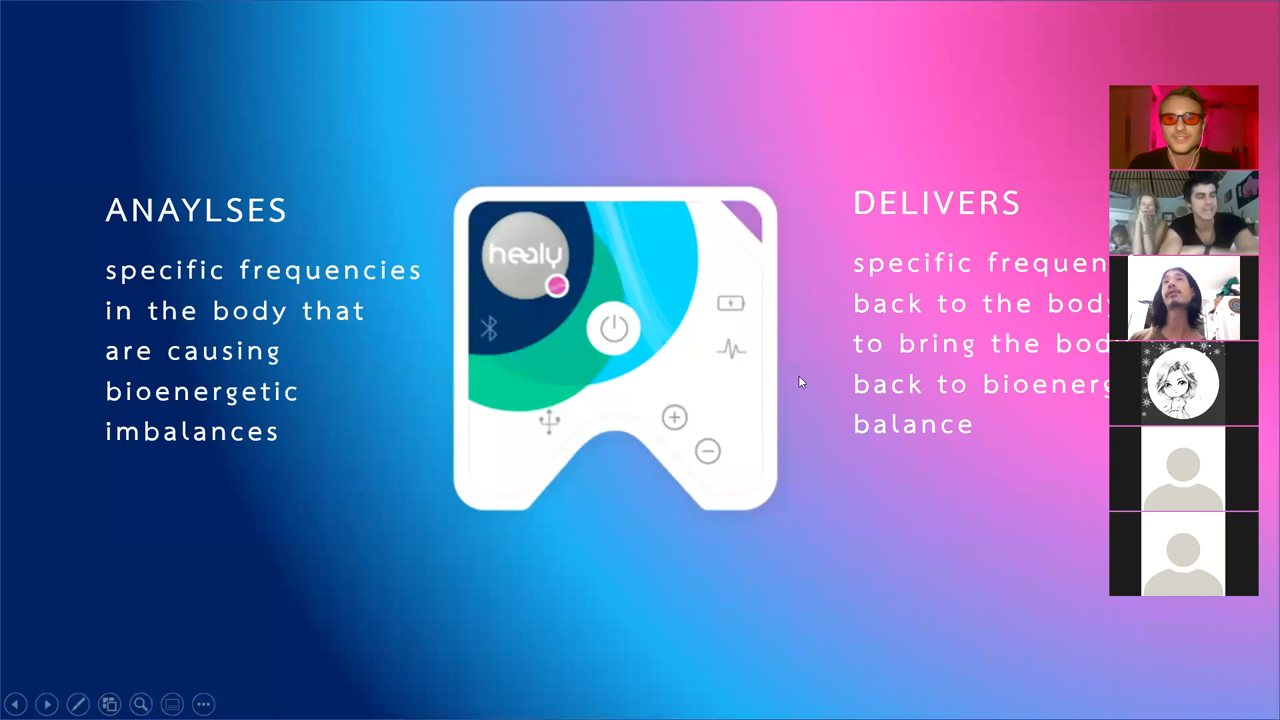 ANAYLSES
specific frequencies
in the body that
are causing
bioenergetic
imbalances
healy
DELIVERS
specific frequen
back to the body
to bring the bod
back to bioenerg
balance